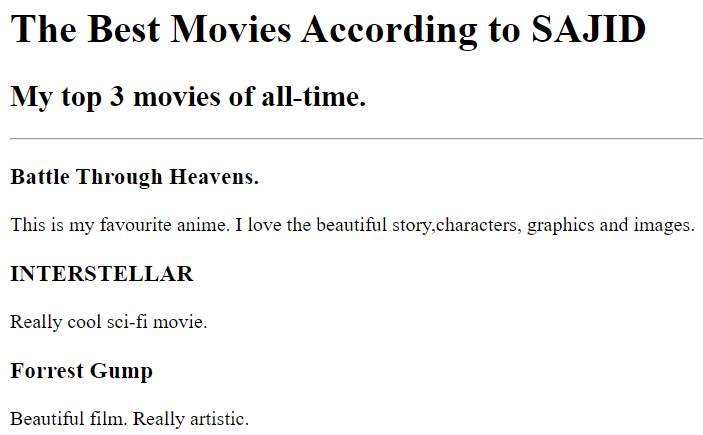 The Best Movies According to SAJID
My top 3 movies of all-time.
Battle Through Heavens.
This is my favourite anime. I love the beautiful story,characters, graphics and images.
INTERSTELLAR
Really cool sci-fi movie.
Forrest Gump
Beautiful film. Really artistic.